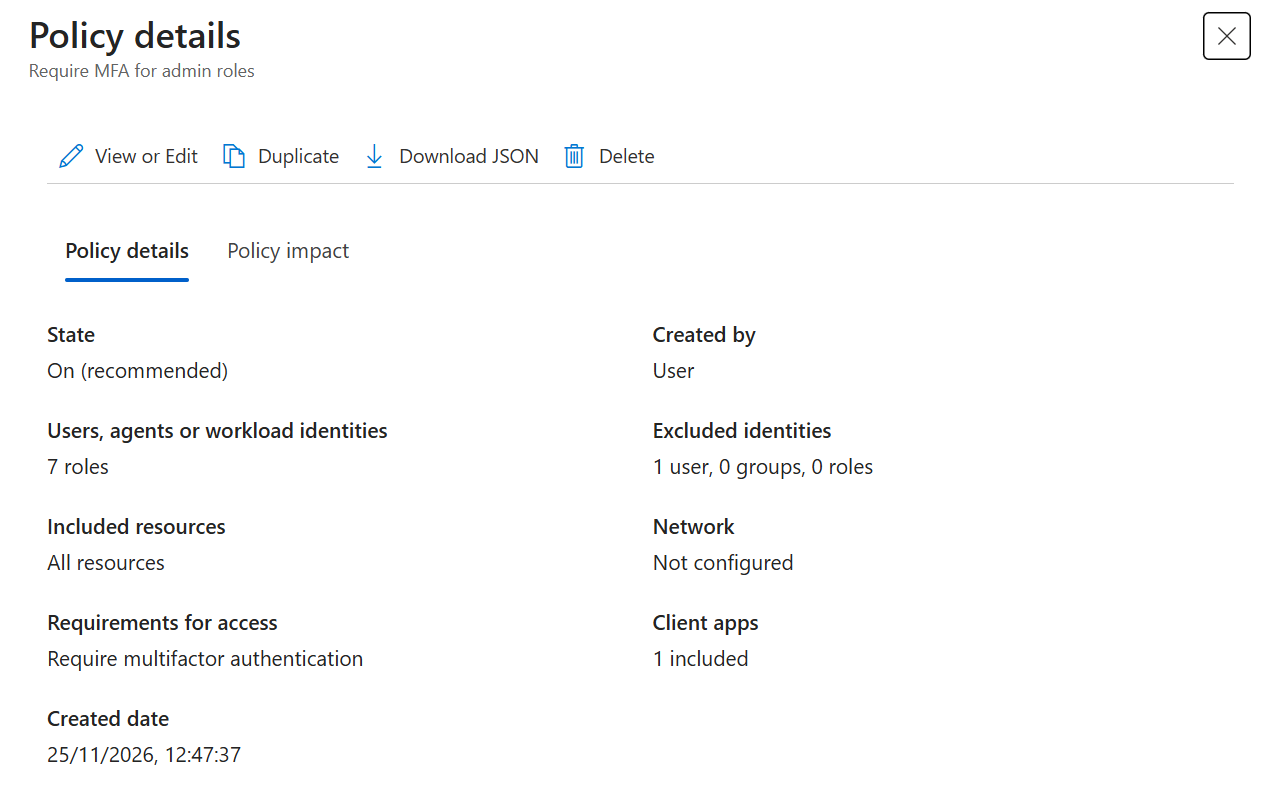 Policy details
Require MFA for admin roles
View or Edit
Duplicate
Download JSON
Delete
Policy details
Policy impact
State
On (recommended)
Created by
User
Users, agents or workload identities
7 roles
Excluded identities
1 user, 0 groups, 0 roles
Included resources
All resources
Network
Not configured
Requirements for access
Require multifactor authentication
Client apps
1 included
Created date
25/11/2026, 12:47:37